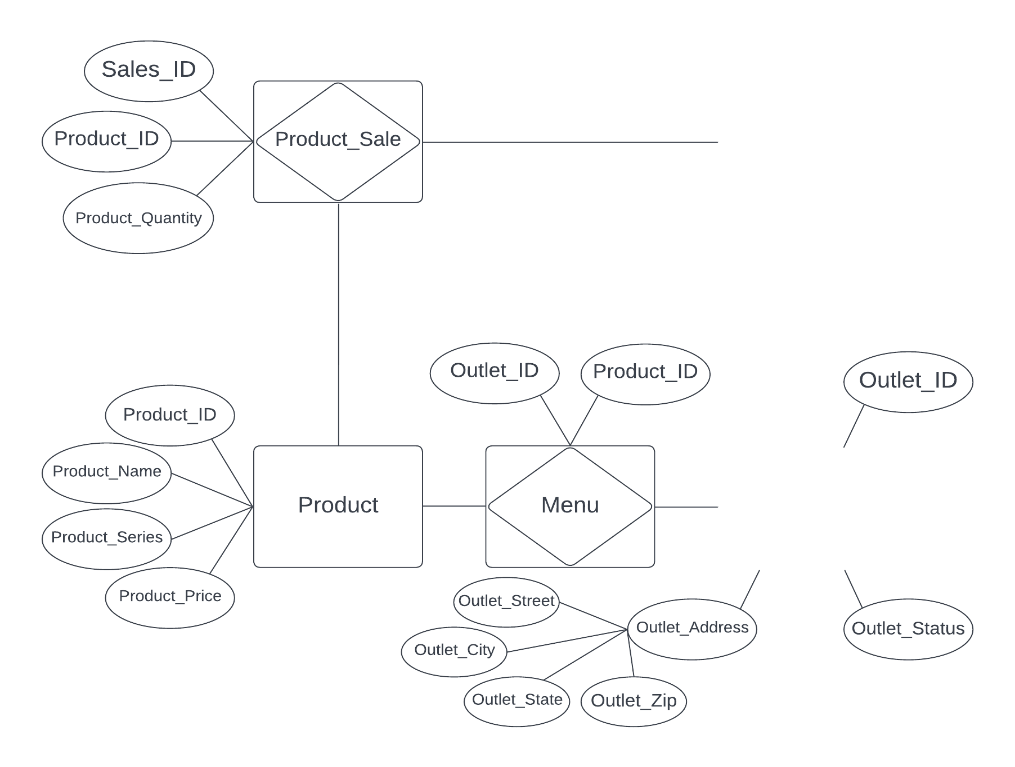 Sales_ID
Product_ID
Product_Sale
Product_Quantity
Outlet_ID
Product_ID
Outlet_ID
Product_ID
Product_Name
Product
Menu
Product_Series
Product_Price
Outlet_Street
Outlet_Address
Outlet_Status
Outlet_City
Outlet_State
Outlet_Zip